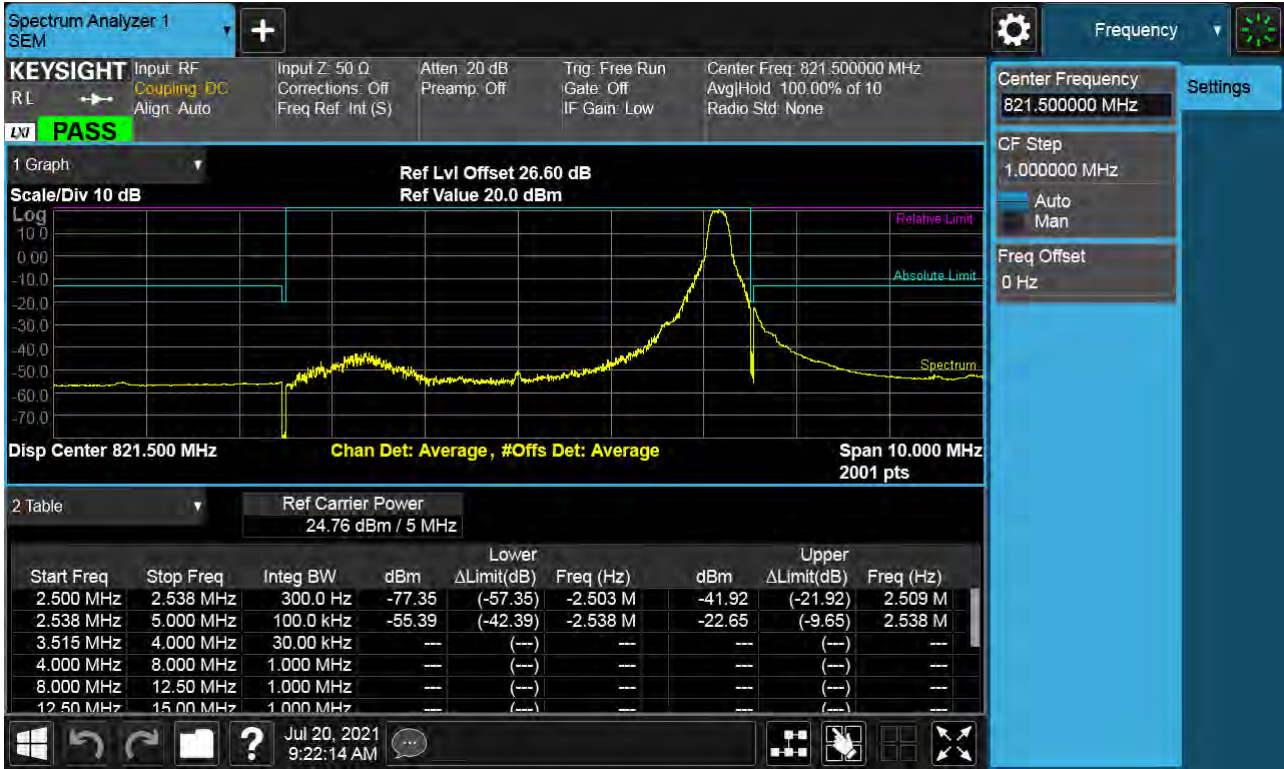 Spectrum Analyzer 1
SEM
+
Frequency
KEYSIGHT
RL
LXI
PASS
Input: RF
Coupling: DC
Align: Auto
Input Z: 50 Ω
Corrections: Off
Freq Ref: Int (S)
Atten: 20 dB
Preamp: Off
Trig: Free Run
Gate: Off
IF Gain: Low
Center Freq: 821.500000 MHz
Avg|Hold: 100.00% of 10
Radio Std: None
Center Frequency
821.500000 MHz
Settings
CF Step
1.000000 MHz
Auto
Man
Freq Offset
0 Hz
1 Graph
Scale/Div 10 dB
Ref Lvl Offset 26.60 dB
Ref Value 20.0 dBm
Log
10.0
0.00
-10.0
-20.0
-30.0
-40.0
-50.0
-60.0
-70.0
Relative Limit
Absolute Limit
Spectrum
Disp Center 821.500 MHz
Chan Det: Average , #Offs Det: Average
Span 10.000 MHz
2001 pts
2 Table
Ref Carrier Power
24.76 dBm / 5 MHz
Lower Upper
Start Freq Stop Freq Integ BW dBm ΔLimit(dB) Freq (Hz) dBm ΔLimit(dB) Freq (Hz)
2.500 MHz 2.538 MHz 300.0 Hz -77.35 (-57.35) -2.503 M -41.92 (-21.92) 2.509 M
2.538 MHz 5.000 MHz 100.0 kHz -55.39 (-42.39) -2.538 M -22.65 (-9.65) 2.538 M
3.515 MHz 4.000 MHz 30.00 kHz --- (---) --- --- (---) ---
4.000 MHz 8.000 MHz 1.000 MHz --- (---) --- --- (---) ---
8.000 MHz 12.50 MHz 1.000 MHz --- (---) --- --- (---) ---
12.50 MHz 15.00 MHz 1.000 MHz --- (---) --- --- (---) ---
?
Jul 20, 2021
9:22:14 AM